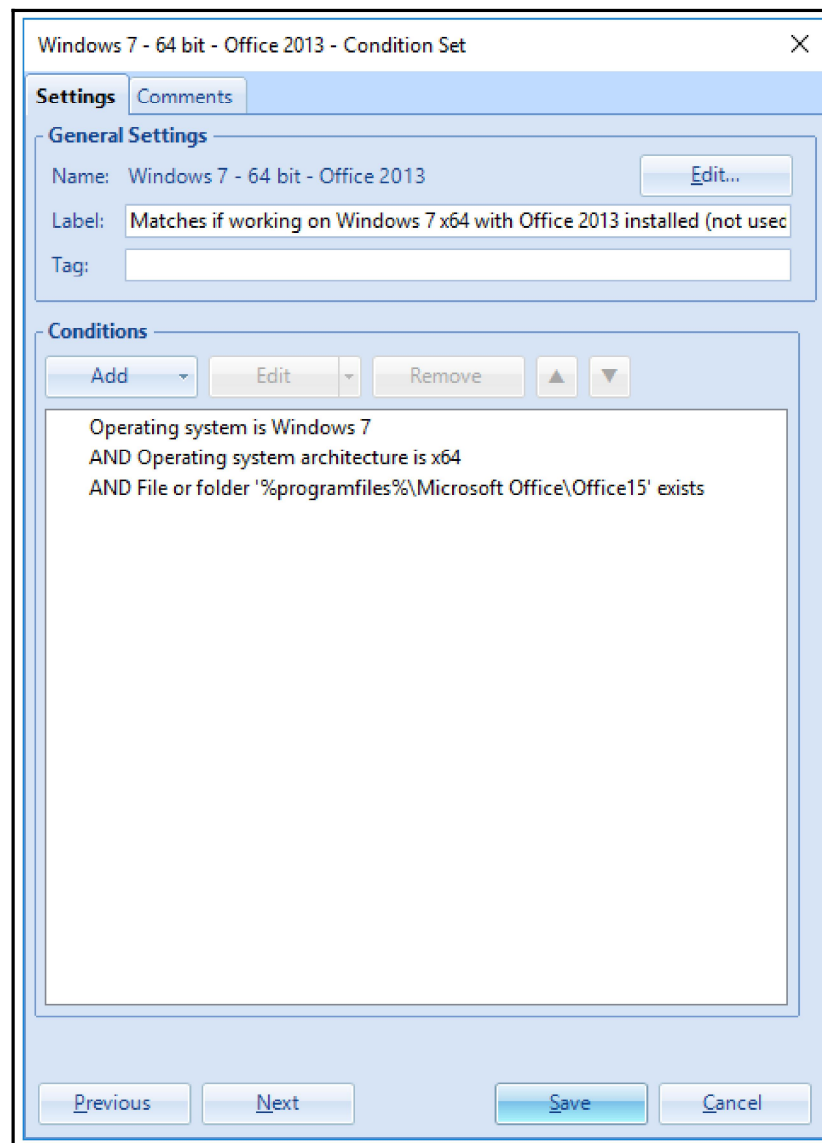 Windows 7 - 64 bit - Office 2013 - Condition Set
Settings Comments
General Settings
Name: Windows 7 - 64 bit - Office 2013 Edit...
Label: Matches if working on Windows 7 x64 with Office 2013 installed (not used
Tag:
Conditions
Add Edit Remove
Operating system is Windows 7
AND Operating system architecture is x64
AND File or folder '%programfiles%\Microsoft Office\Office15' exists
Previous Next Save Cancel